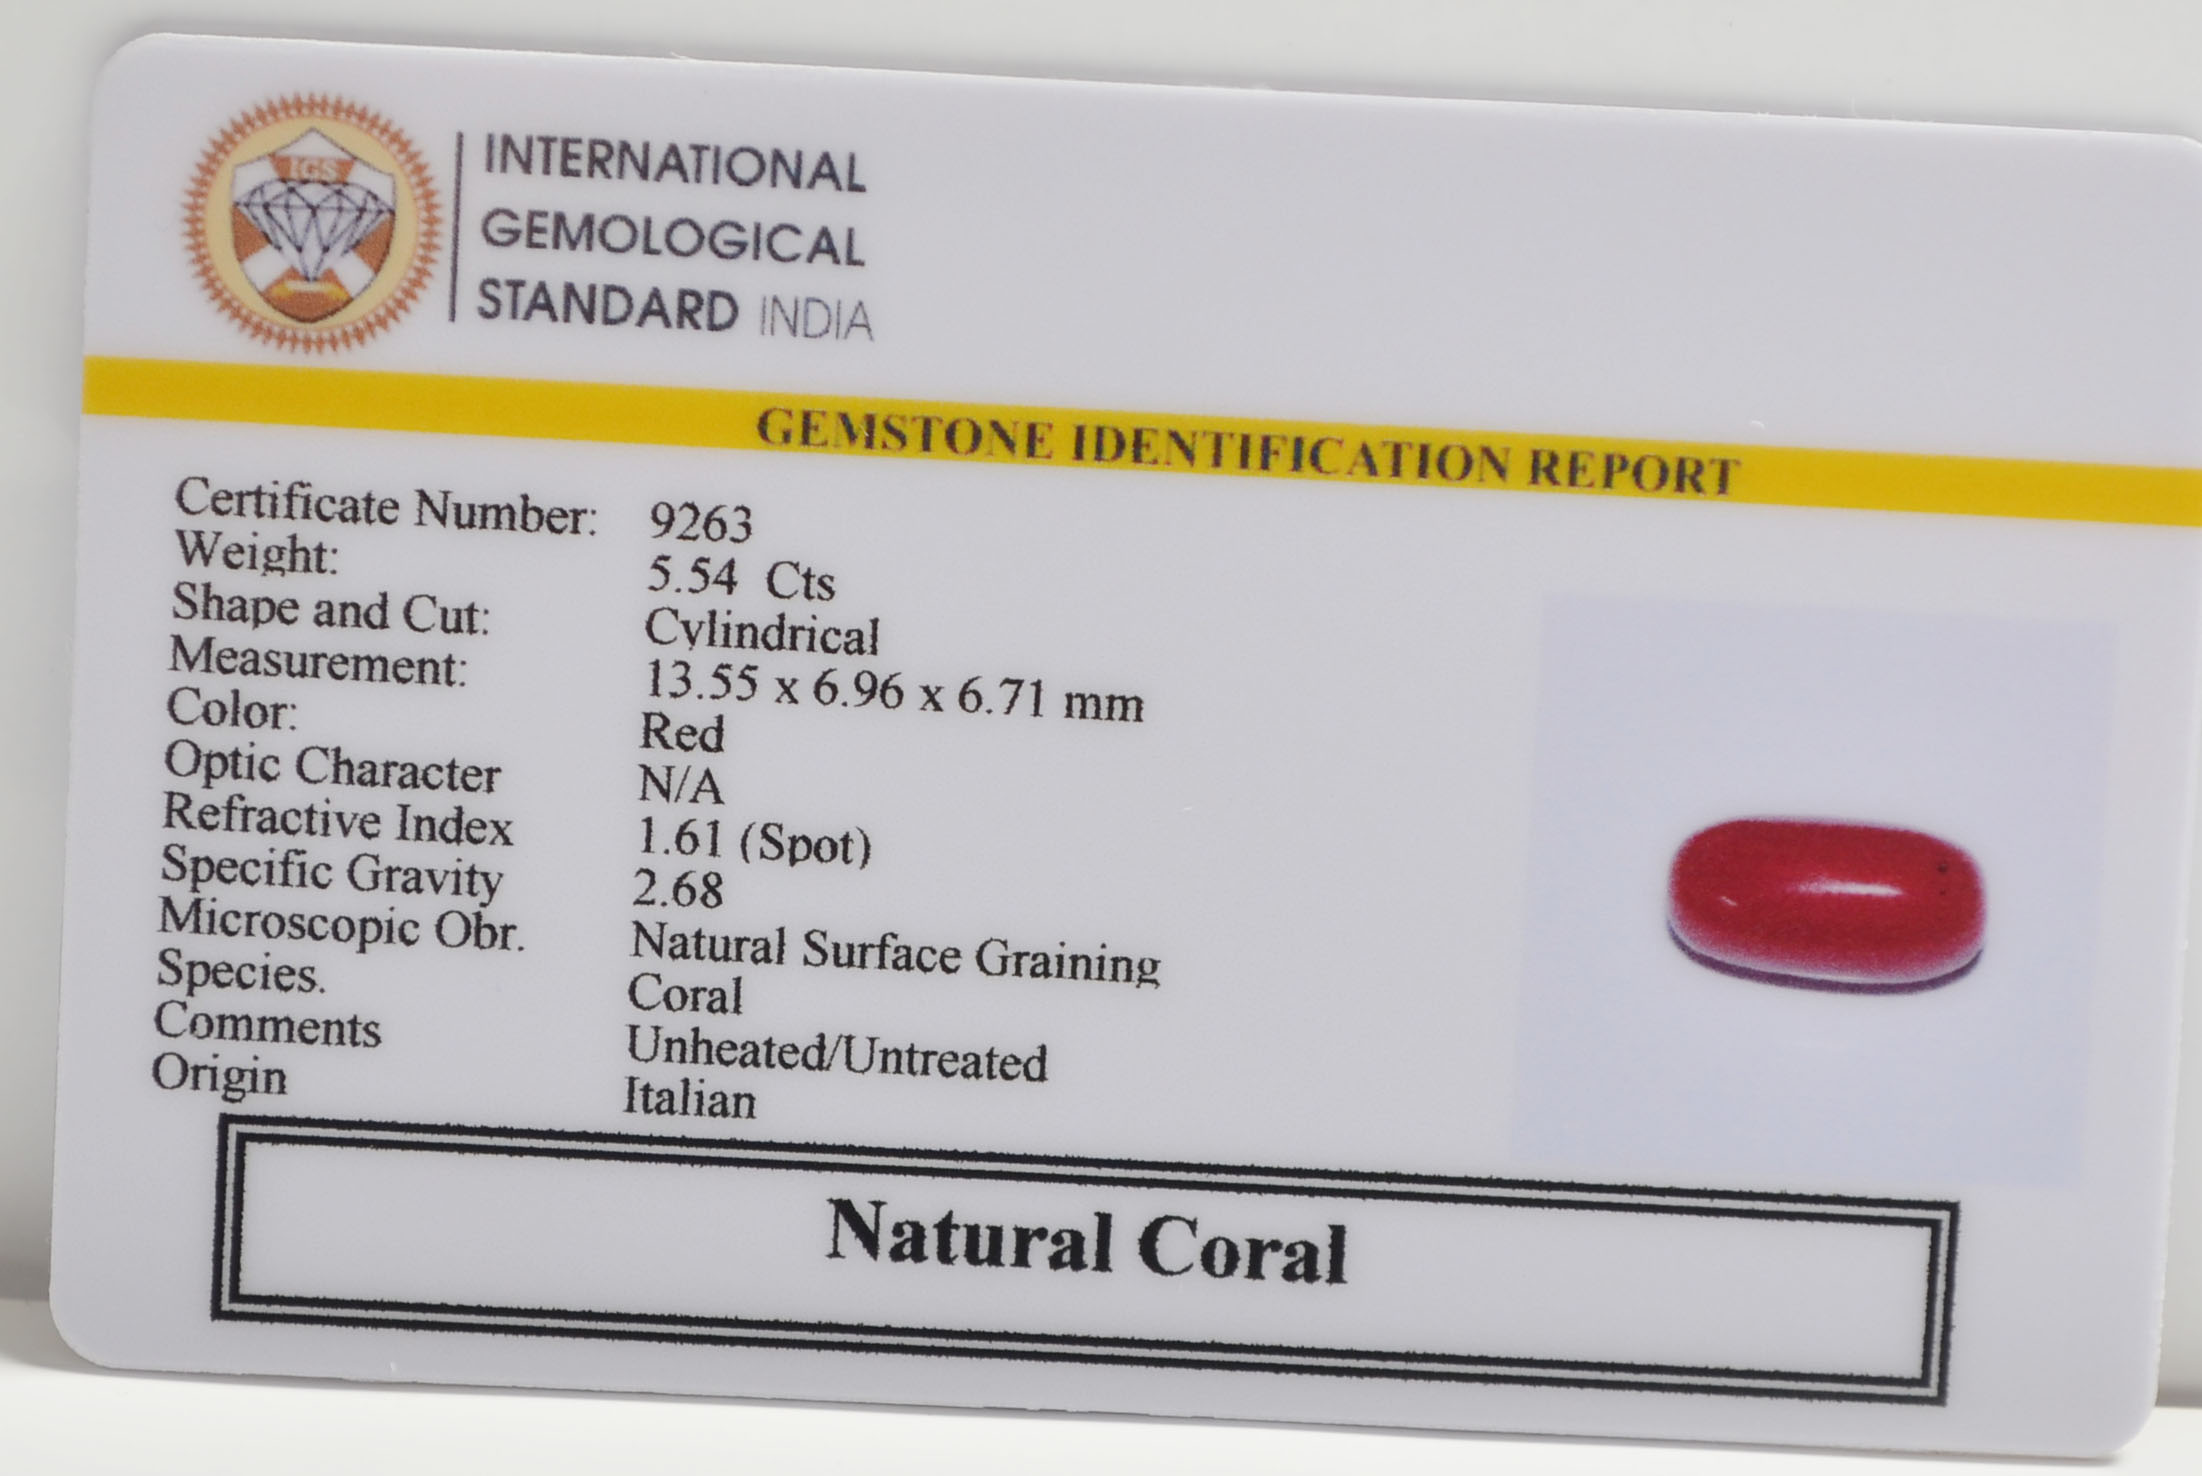 IGS
INTERNATIONAL
GEMOLOGICAL
STANDARD INDIA
GEMSTONE IDENTIFICATION REPORT
Certificate Number: 9263
Weight: 5.54 Cts
Shape and Cut: Cylindrical
Measurement: 13.55 x 6.96 x 6.71 mm
Color: Red
Optic Character N/A
Refractive Index 1.61 (Spot)
Specific Gravity 2.68
Microscopic Obr. Natural Surface Graining
Species. Coral
Comments Unheated/Untreated
Origin Italian
Natural Coral